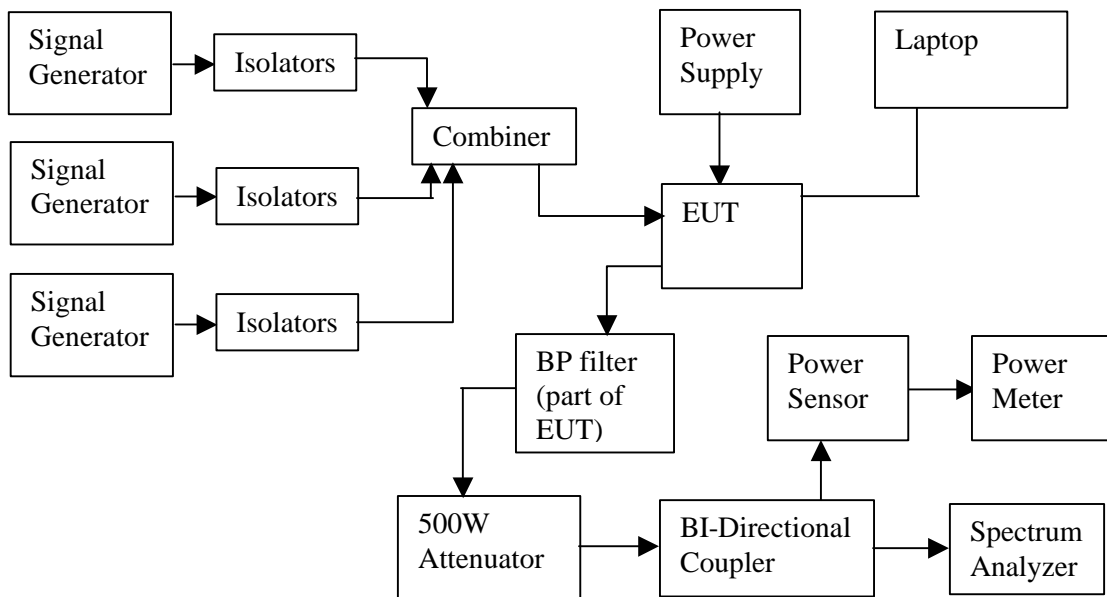 Signal
Generator
Isolators
Power
Supply
Laptop
Combiner
Signal
Generator
Isolators
EUT
Signal
Generator
Isolators
BP filter
(part of
EUT)
Power
Sensor
Power
Meter
500W
Attenuator
BI-Directional
Coupler
Spectrum
Analyzer